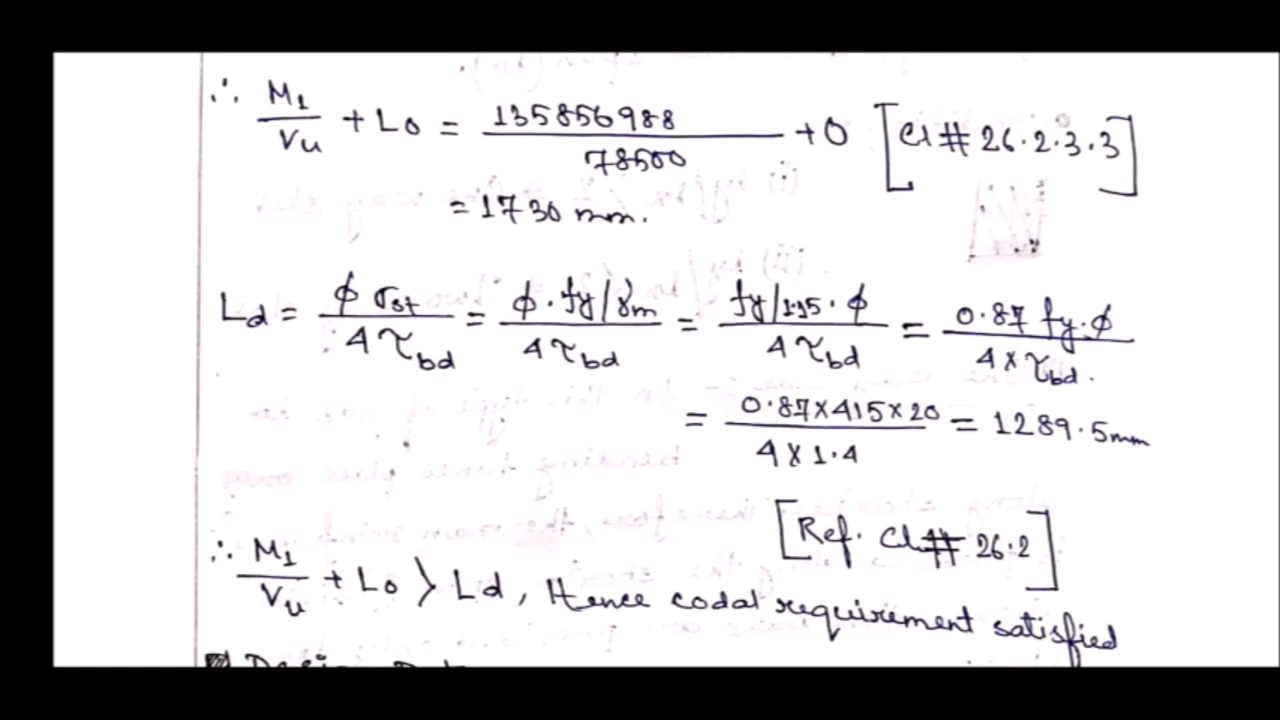 ∴ M1/Vu + Lo = 135856988/78500 + 0 [Cl # 26.2.3.3]
= 1730 mm.
Ld = ϕ σst / 4 τbd = ϕ · fy/γm / 4 τbd = fy/1.15 · ϕ / 4 τbd = 0.87 fy. ϕ / 4 × τbd.
= 0.87×415×20 / 4 × 1.4 = 1289.5mm
[Ref. Cl # 26.2]
∴ M1/Vu + Lo > Ld, Hence codal requirement satisfied